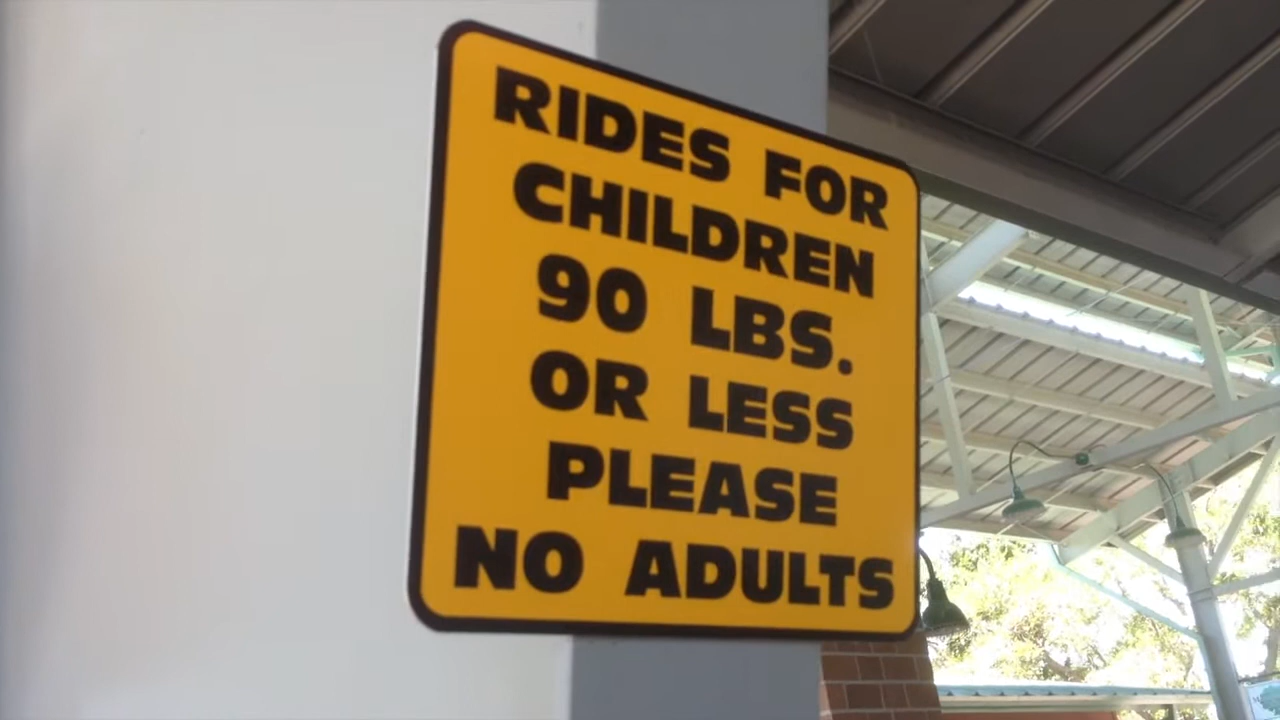 RIDES FOR
CHILDREN
90 LBS.
OR LESS
PLEASE
NO ADULTS